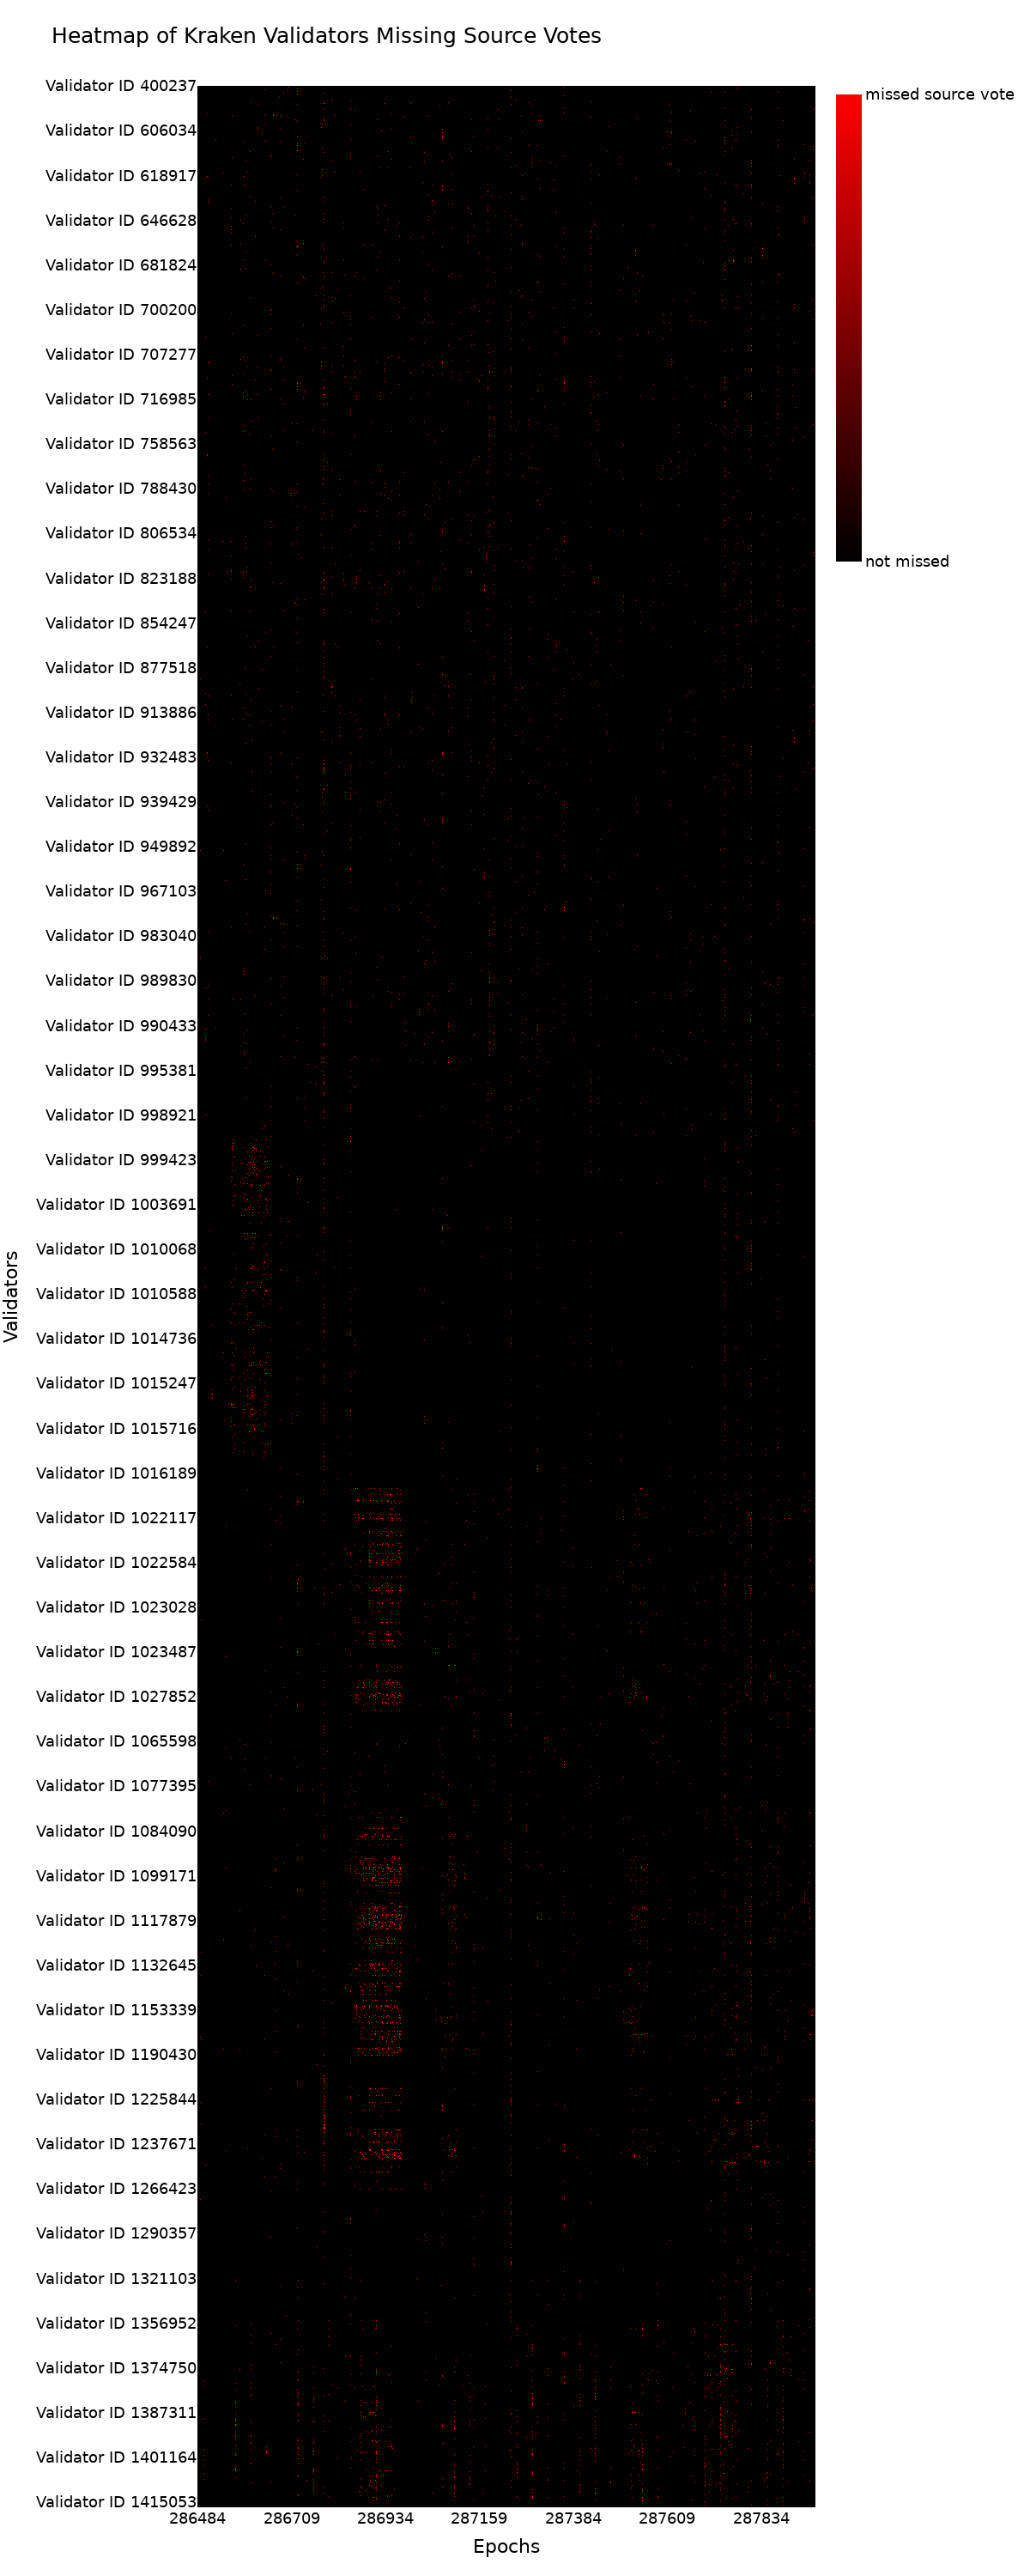 Heatmap of Kraken Validators Missing Source Votes
missed source vote
not missed
Validators
Validator ID 400237
Validator ID 606034
Validator ID 618917
Validator ID 646628
Validator ID 681824
Validator ID 700200
Validator ID 707277
Validator ID 716985
Validator ID 758563
Validator ID 788430
Validator ID 806534
Validator ID 823188
Validator ID 854247
Validator ID 877518
Validator ID 913886
Validator ID 932483
Validator ID 939429
Validator ID 949892
Validator ID 967103
Validator ID 983040
Validator ID 989830
Validator ID 990433
Validator ID 995381
Validator ID 998921
Validator ID 999423
Validator ID 1003691
Validator ID 1010068
Validator ID 1010588
Validator ID 1014736
Validator ID 1015247
Validator ID 1015716
Validator ID 1016189
Validator ID 1022117
Validator ID 1022584
Validator ID 1023028
Validator ID 1023487
Validator ID 1027852
Validator ID 1065598
Validator ID 1077395
Validator ID 1084090
Validator ID 1099171
Validator ID 1117879
Validator ID 1132645
Validator ID 1153339
Validator ID 1190430
Validator ID 1225844
Validator ID 1237671
Validator ID 1266423
Validator ID 1290357
Validator ID 1321103
Validator ID 1356952
Validator ID 1374750
Validator ID 1387311
Validator ID 1401164
Validator ID 1415053
286484 286709 286934 287159 287384 287609 287834
Epochs